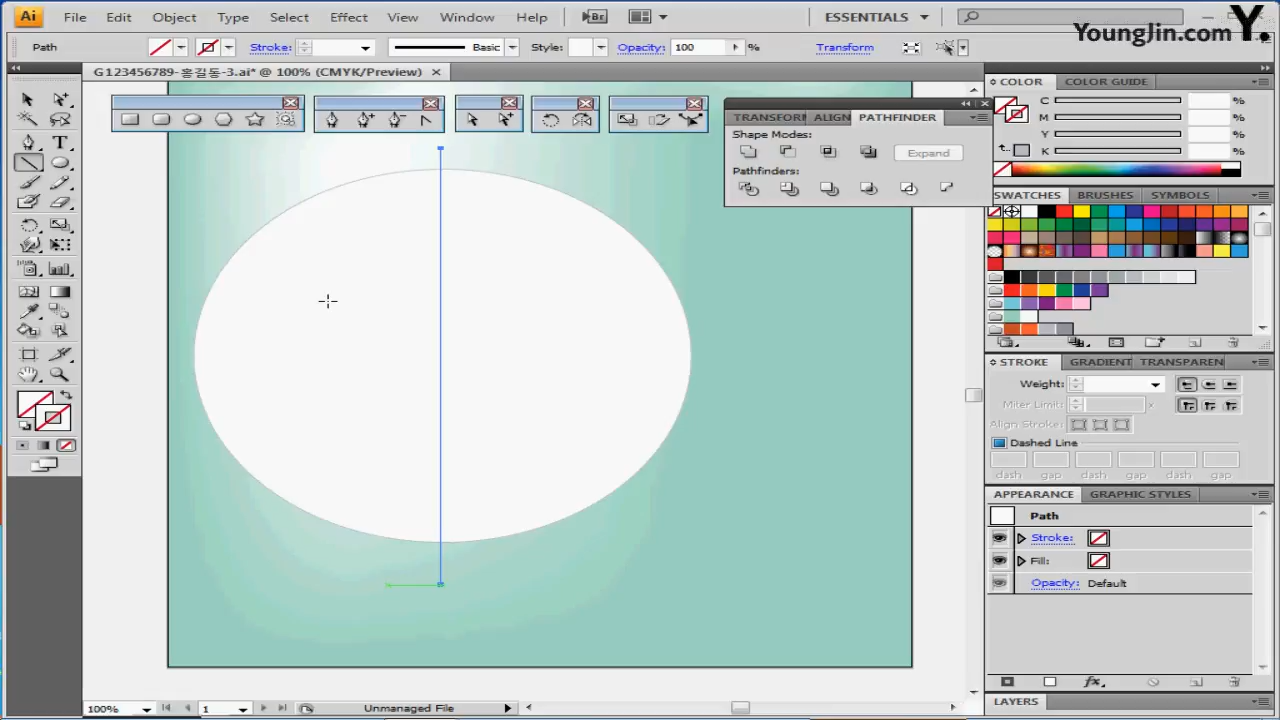 Ai File Edit Object Type Select Effect View Window Help Br ESSENTIALS
YoungJin.com Y.
Path Stroke: Basic Style: Opacity: 100 % Transform
G123456789-홍길동-3.ai* @ 100% (CMYK/Preview)
COLOR COLOR GUIDE
C %
M %
Y %
K %
TRANSFORM ALIGN PATHFINDER
Shape Modes:
Expand
Pathfinders:
SWATCHES BRUSHES SYMBOLS
STROKE GRADIENT TRANSPAREN
Weight:
Miter Limit: x
Align Stroke:
Dashed Line
dash gap dash gap dash gap
APPEARANCE GRAPHIC STYLES
Path
Stroke:
Fill:
Opacity: Default
fx
LAYERS
100% 1 Unmanaged File